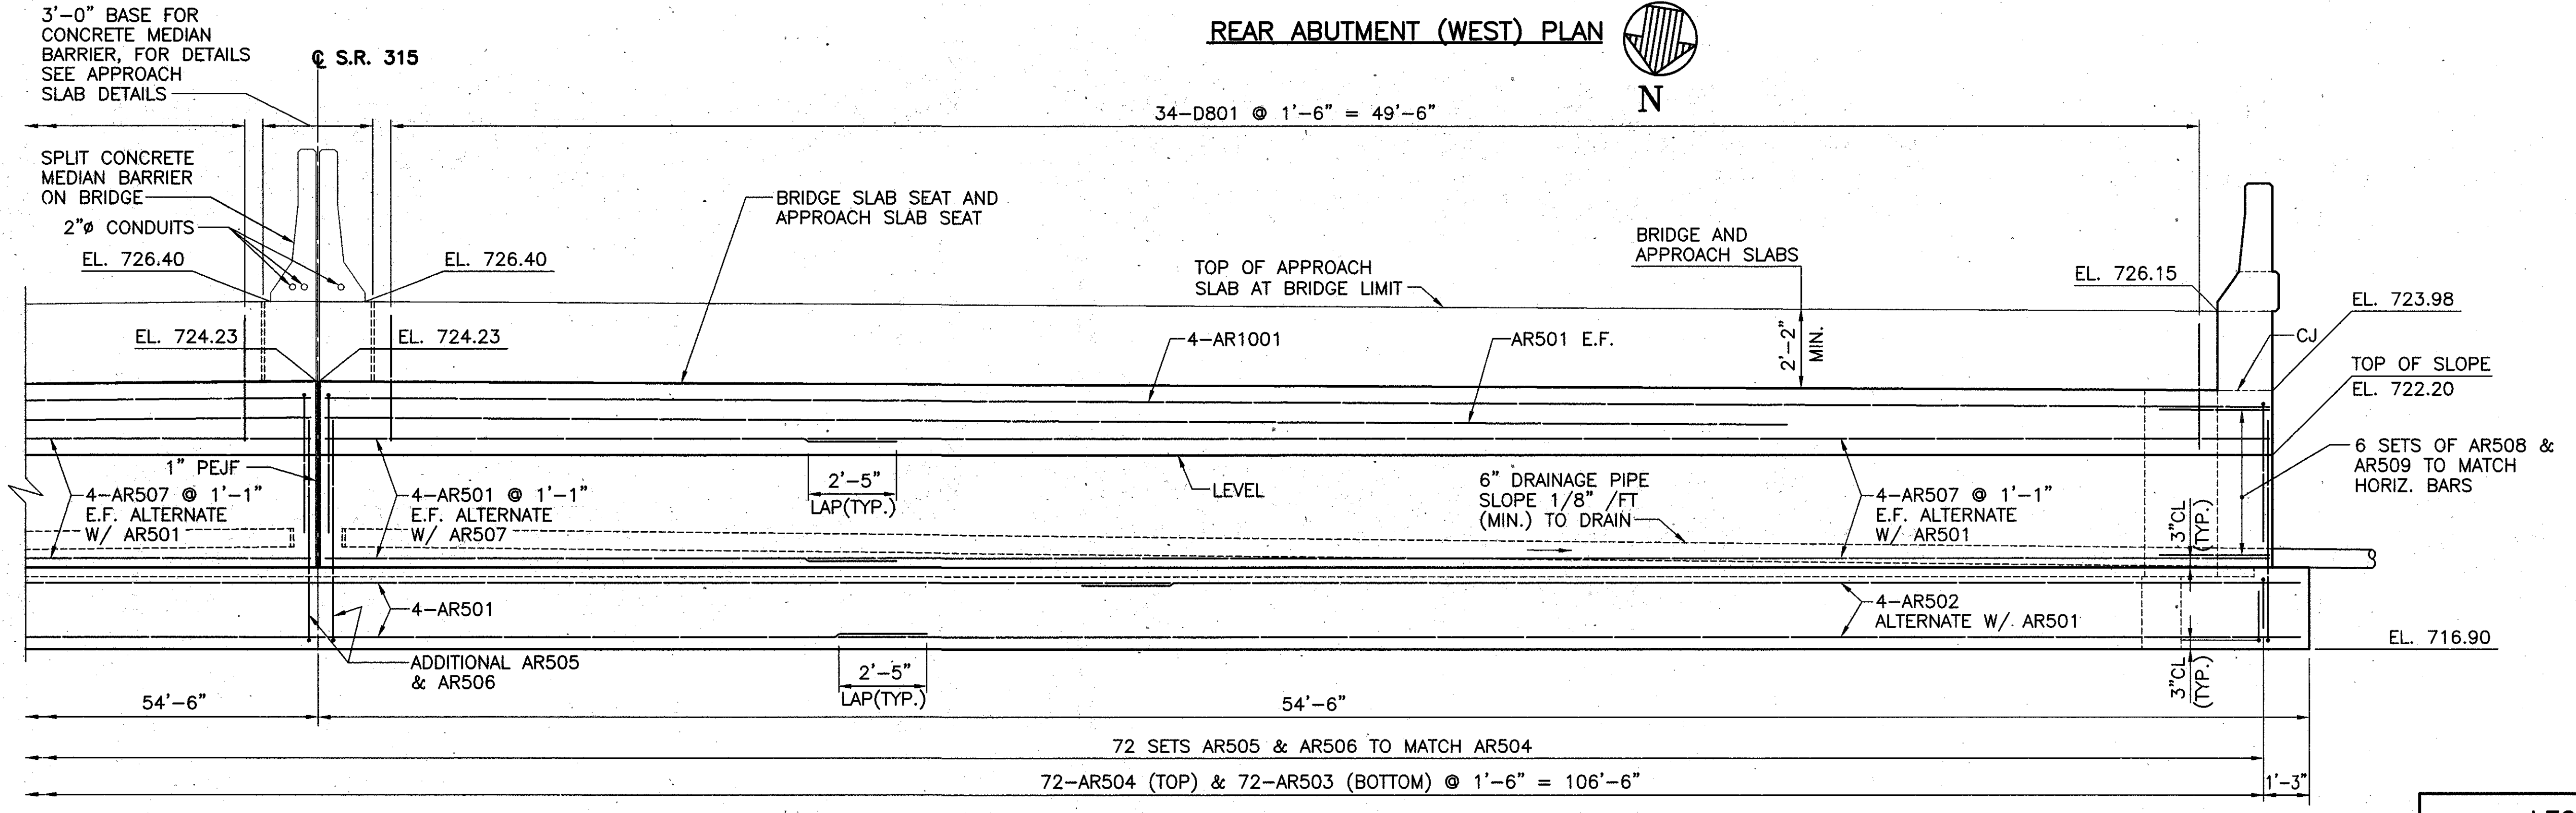 REAR ABUTMENT (WEST) PLAN
N
3'-0" BASE FOR
CONCRETE MEDIAN
BARRIER, FOR DETAILS
SEE APPROACH
SLAB DETAILS
℄ S.R. 315
34-D801 @ 1'-6" = 49'-6"
SPLIT CONCRETE
MEDIAN BARRIER
ON BRIDGE
2"ø CONDUITS
EL. 726.40
EL. 726.40
BRIDGE SLAB SEAT AND
APPROACH SLAB SEAT
TOP OF APPROACH
SLAB AT BRIDGE LIMIT
BRIDGE AND
APPROACH SLABS
EL. 726.15
EL. 723.98
EL. 724.23
EL. 724.23
4-AR1001
AR501 E.F.
2'-2"
MIN.
CJ
TOP OF SLOPE
EL. 722.20
1" PEJF
4-AR507 @ 1'-1"
E.F. ALTERNATE
W/ AR501
4-AR501 @ 1'-1"
E.F. ALTERNATE
W/ AR507
2'-5"
LAP(TYP.)
LEVEL
6" DRAINAGE PIPE
SLOPE 1/8" /FT
(MIN.) TO DRAIN
4-AR507 @ 1'-1"
E.F. ALTERNATE
W/ AR501
3"CL
(TYP.)
6 SETS OF AR508 &
AR509 TO MATCH
HORIZ. BARS
4-AR501
4-AR502
ALTERNATE W/ AR501
EL. 716.90
ADDITIONAL AR505
& AR506
2'-5"
LAP(TYP.)
3"CL
(TYP.)
54'-6"
54'-6"
72 SETS AR505 & AR506 TO MATCH AR504
72-AR504 (TOP) & 72-AR503 (BOTTOM) @ 1'-6" = 106'-6"
1'-3"